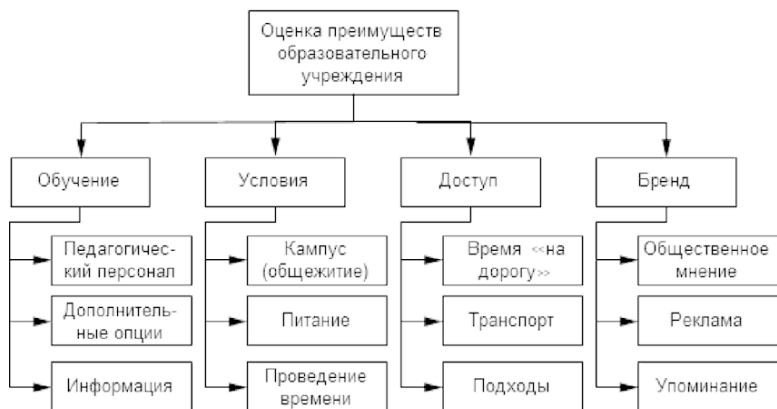 Оценка преимуществ
образовательного
учреждения
Обучение
Условия
Доступ
Бренд
Педагогичес-
кий персонал
Кампус
(общежитие)
Время «на
дорогу»
Общественное
мнение
Дополнитель-
ные опции
Питание
Транспорт
Реклама
Информация
Проведение
времени
Подходы
Упоминание